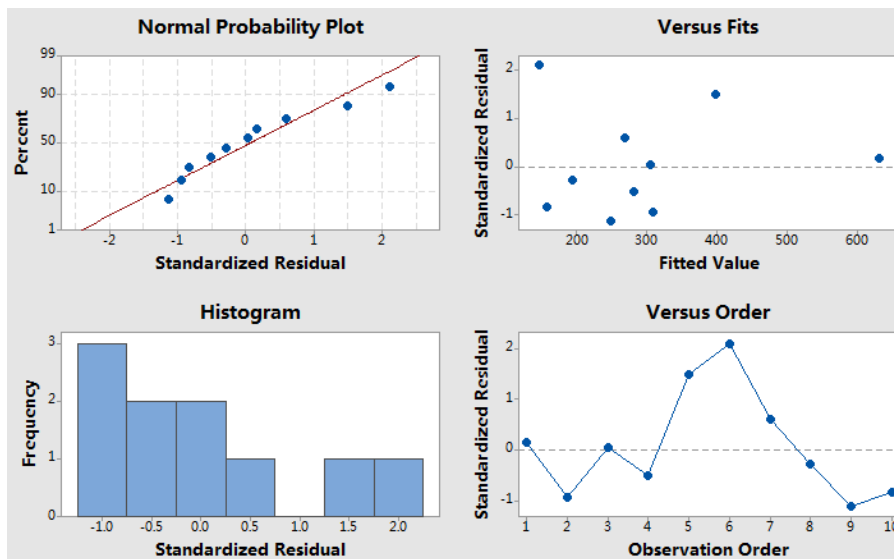 Normal Probability Plot
99
90
50
10
1
Percent
-2 -1 0 1 2
Standardized Residual
Versus Fits
2
1
0
-1
Standardized Residual
200 300 400 500 600
Fitted Value
Histogram
3
2
1
0
Frequency
-1.0 -0.5 0.0 0.5 1.0 1.5 2.0
Standardized Residual
Versus Order
2
1
0
-1
Standardized Residual
1 2 3 4 5 6 7 8 9 10
Observation Order